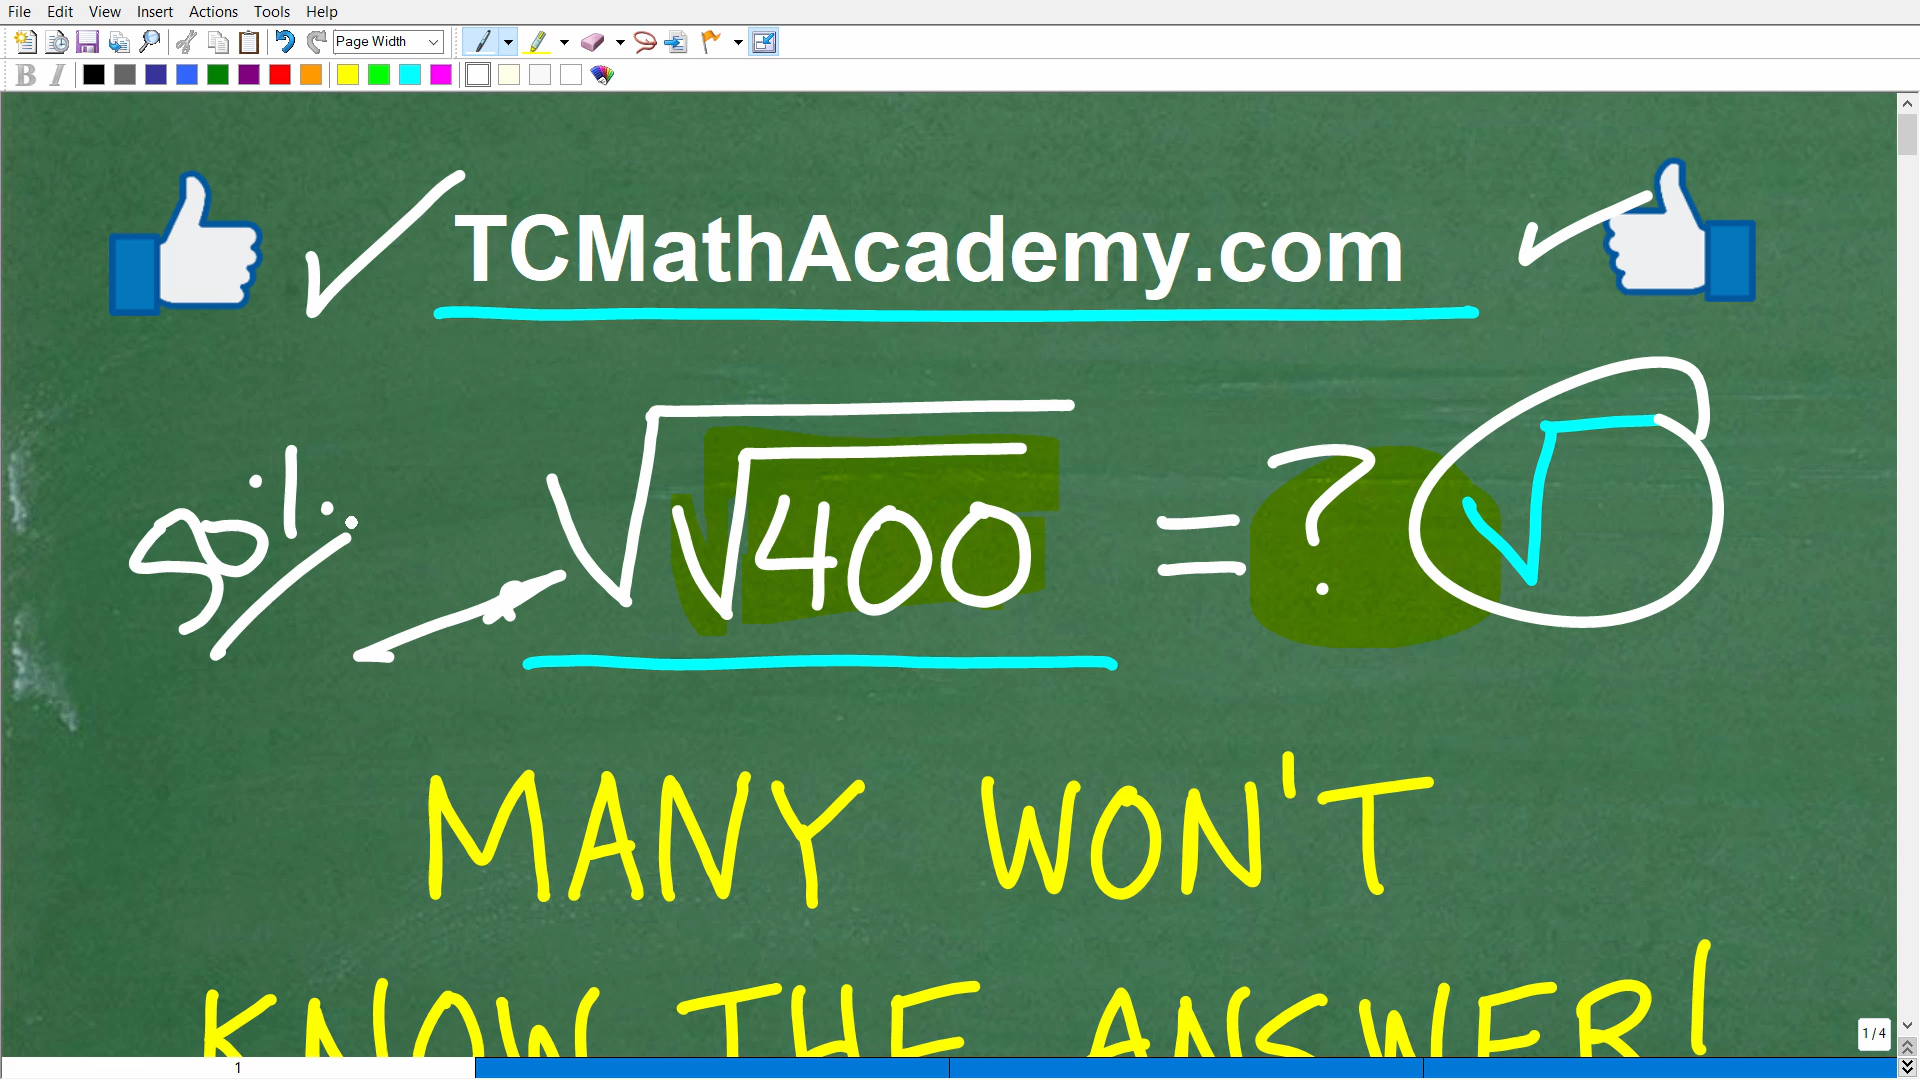 File Edit View Insert Actions Tools Help
Page Width
B I
TCMathAcademy.com
90%
√√400 = ? √
MANY WON'T
KNOW THE ANSWER!
1 / 4
1